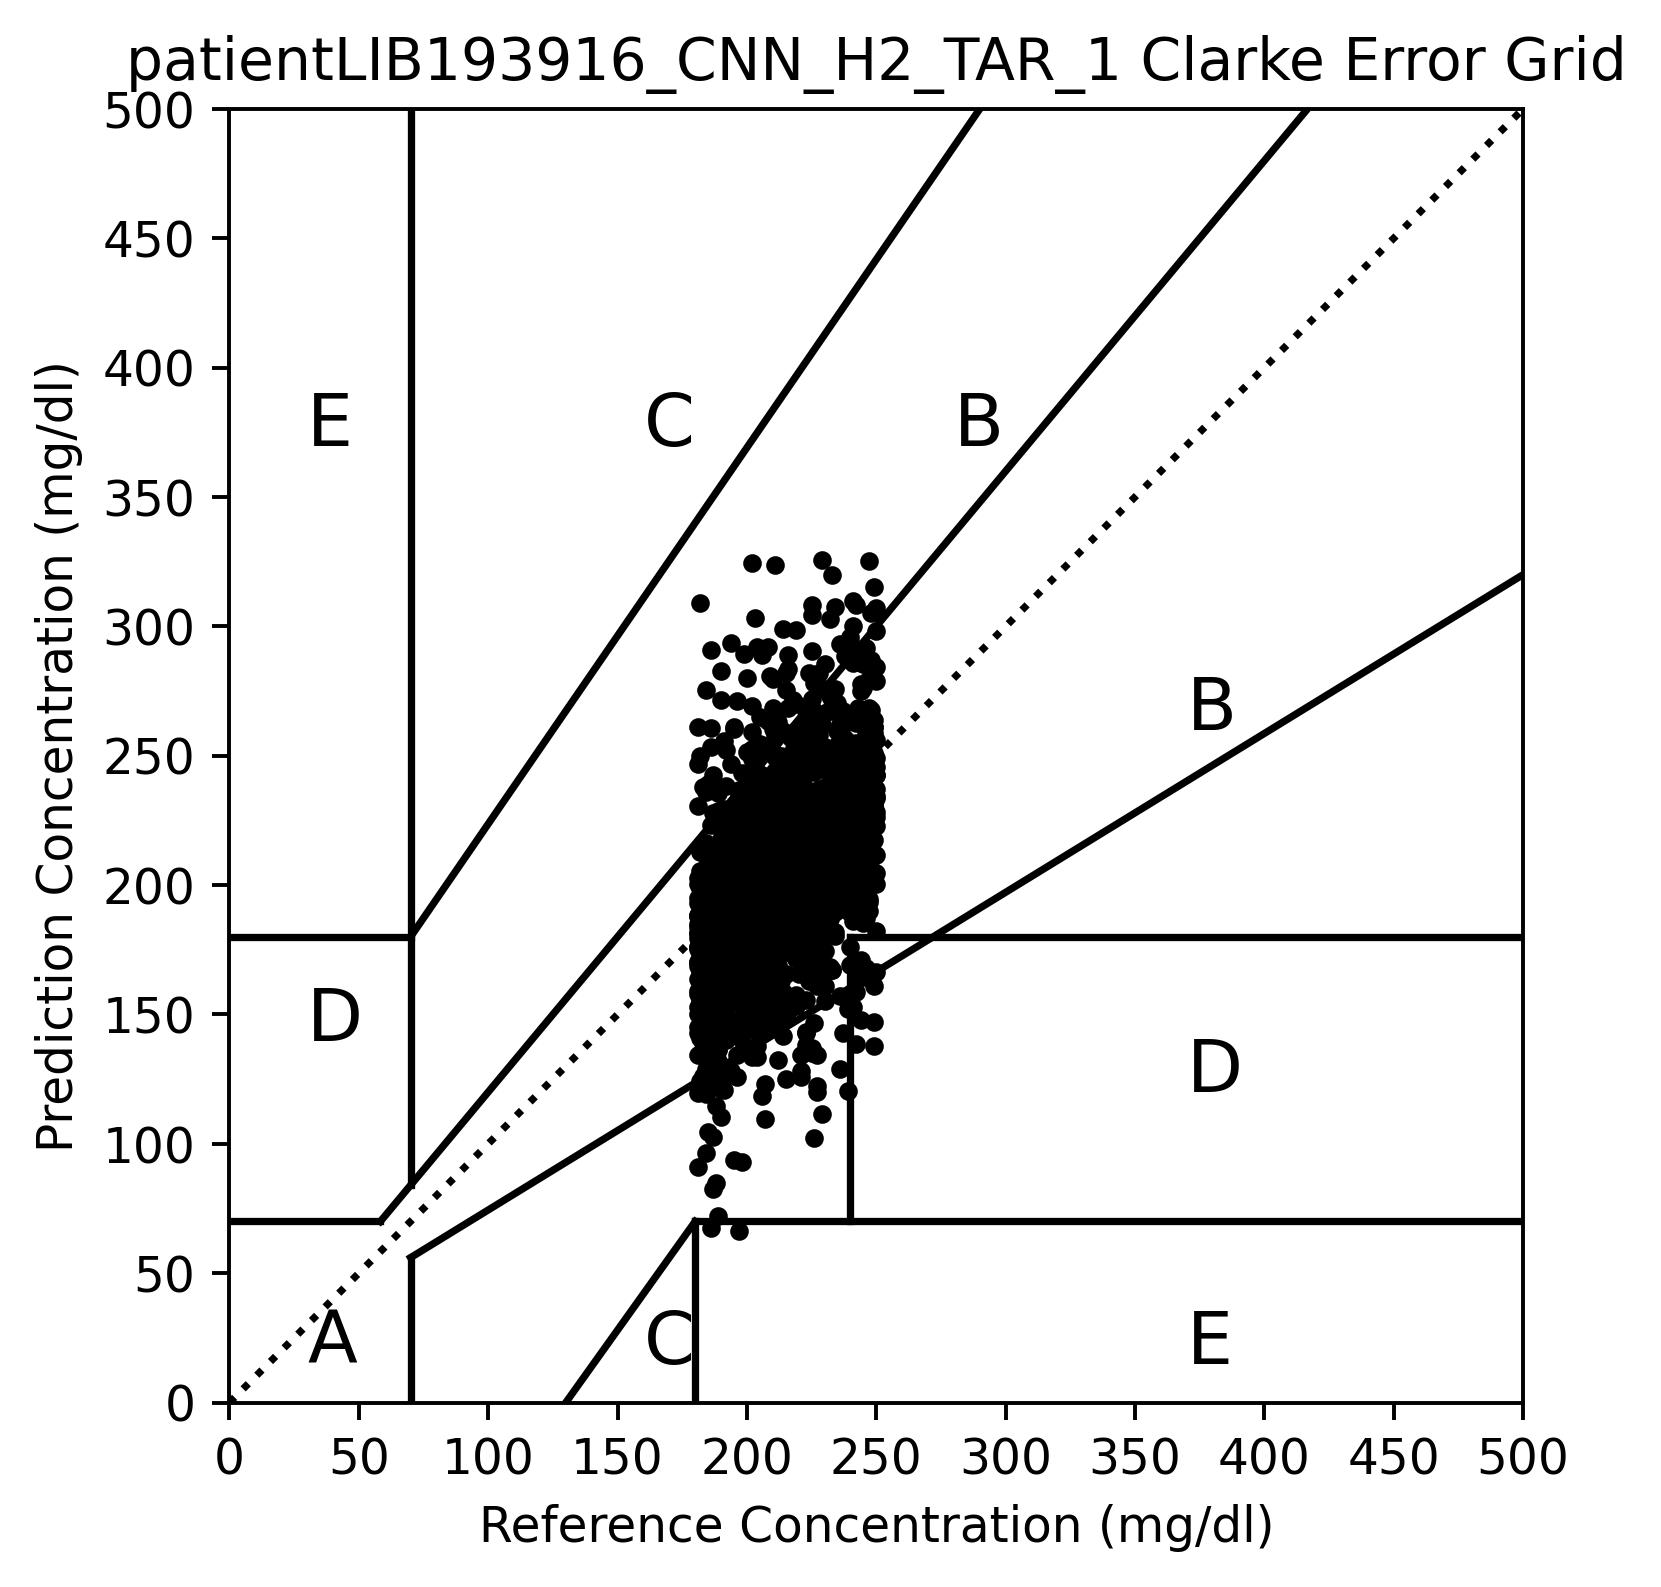 patientLIB193916_CNN_H2_TAR_1 Clarke Error Grid
500
450
400
350
300
250
200
150
100
50
0
Prediction Concentration (mg/dl)
E
C
B
B
D
D
A
C
E
0 50 100 150 200 250 300 350 400 450 500
Reference Concentration (mg/dl)